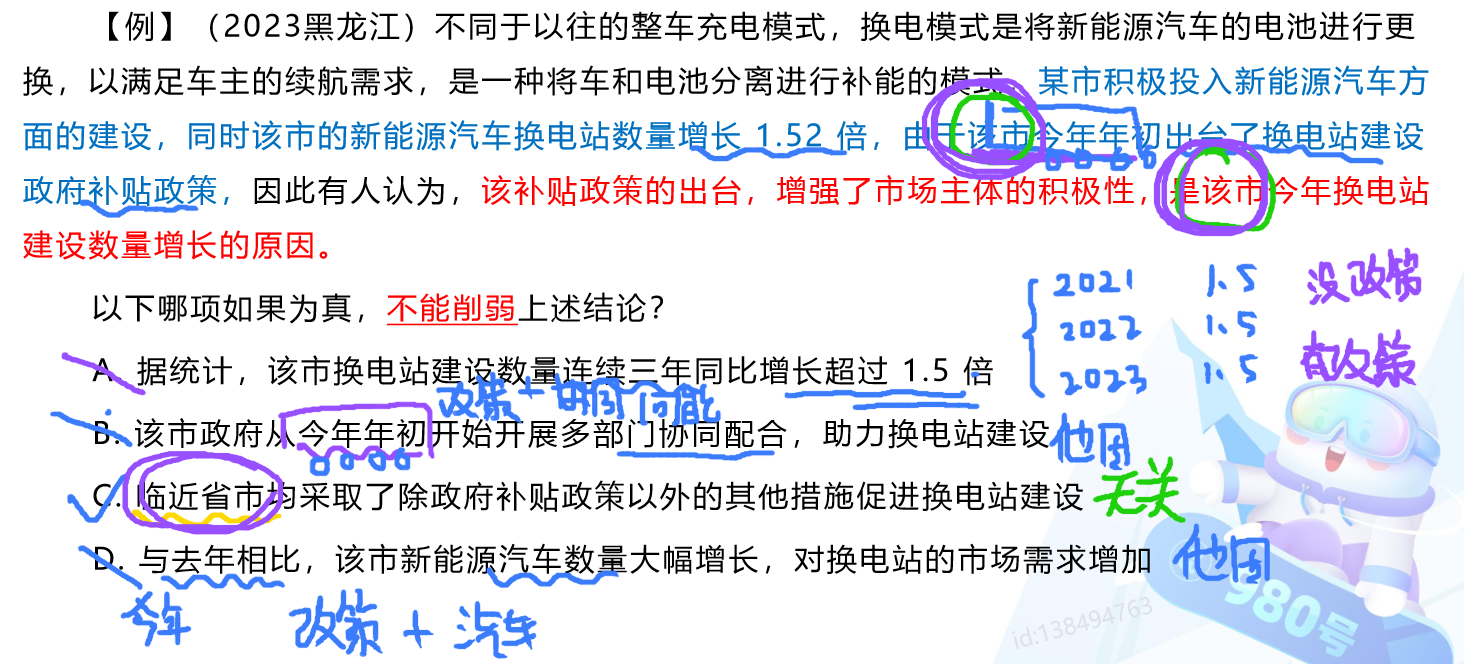 【例】（2023黑龙江）不同于以往的整车充电模式，换电模式是将新能源汽车的电池进行更
换，以满足车主的续航需求，是一种将车和电池分离进行补能的模式。某市积极投入新能源汽车方
面的建设，同时该市的新能源汽车换电站数量增长 1.52 倍，由于该市今年年初出台了换电站建设
政府补贴政策，因此有人认为，该补贴政策的出台，增强了市场主体的积极性，是该市今年换电站
建设数量增长的原因。
2021 1.5 没政策
以下哪项如果为真，不能削弱上述结论？
2022 1.5
A. 据统计，该市换电站建设数量连续三年同比增长超过 1.5 倍
2023 1.5 有政策
政策+协同 可能
B. 该市政府从今年年初开始开展多部门协同配合，助力换电站建设 他因
C. 临近省市均采取了除政府补贴政策以外的其他措施促进换电站建设 无关
D. 与去年相比，该市新能源汽车数量大幅增长，对换电站的市场需求增加 他因
980号
id:138494763
今年 政策 + 汽车